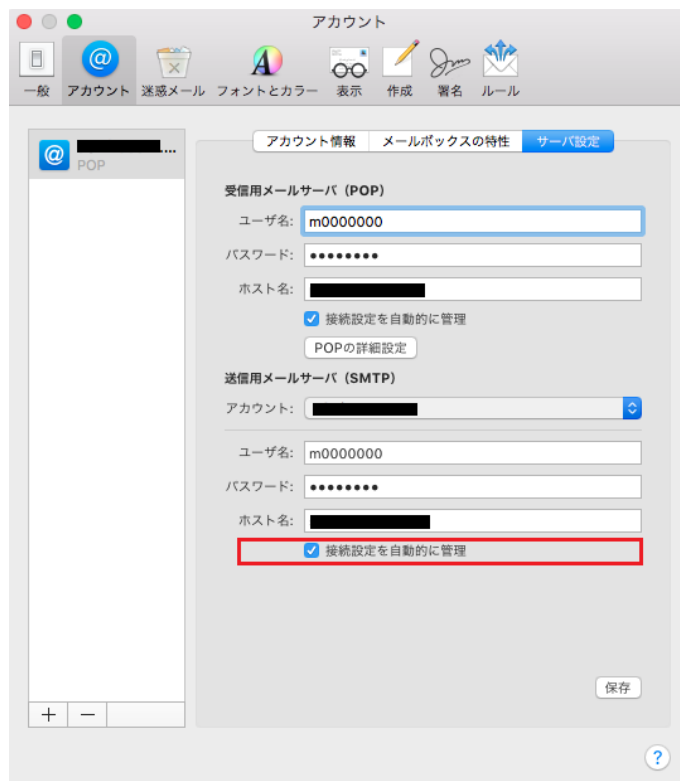 アカウント
一般 アカウント 迷惑メール フォントとカラー 表示 作成 署名 ルール
アカウント情報 メールボックスの特性 サーバ設定
...
POP
受信用メールサーバ（POP）
ユーザ名: m0000000
パスワード: ●●●●●●●●
ホスト名:
接続設定を自動的に管理
POPの詳細設定
送信用メールサーバ（SMTP）
アカウント:
ユーザ名: m0000000
パスワード: ●●●●●●●●
ホスト名:
接続設定を自動的に管理
保存
+ −
?